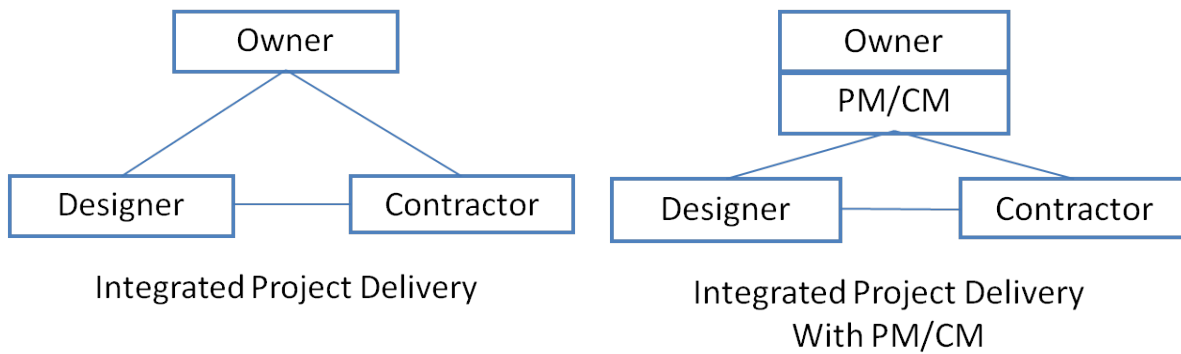 Owner
Designer
Contractor
Integrated Project Delivery
Owner
PM/CM
Designer
Contractor
Integrated Project Delivery
With PM/CM